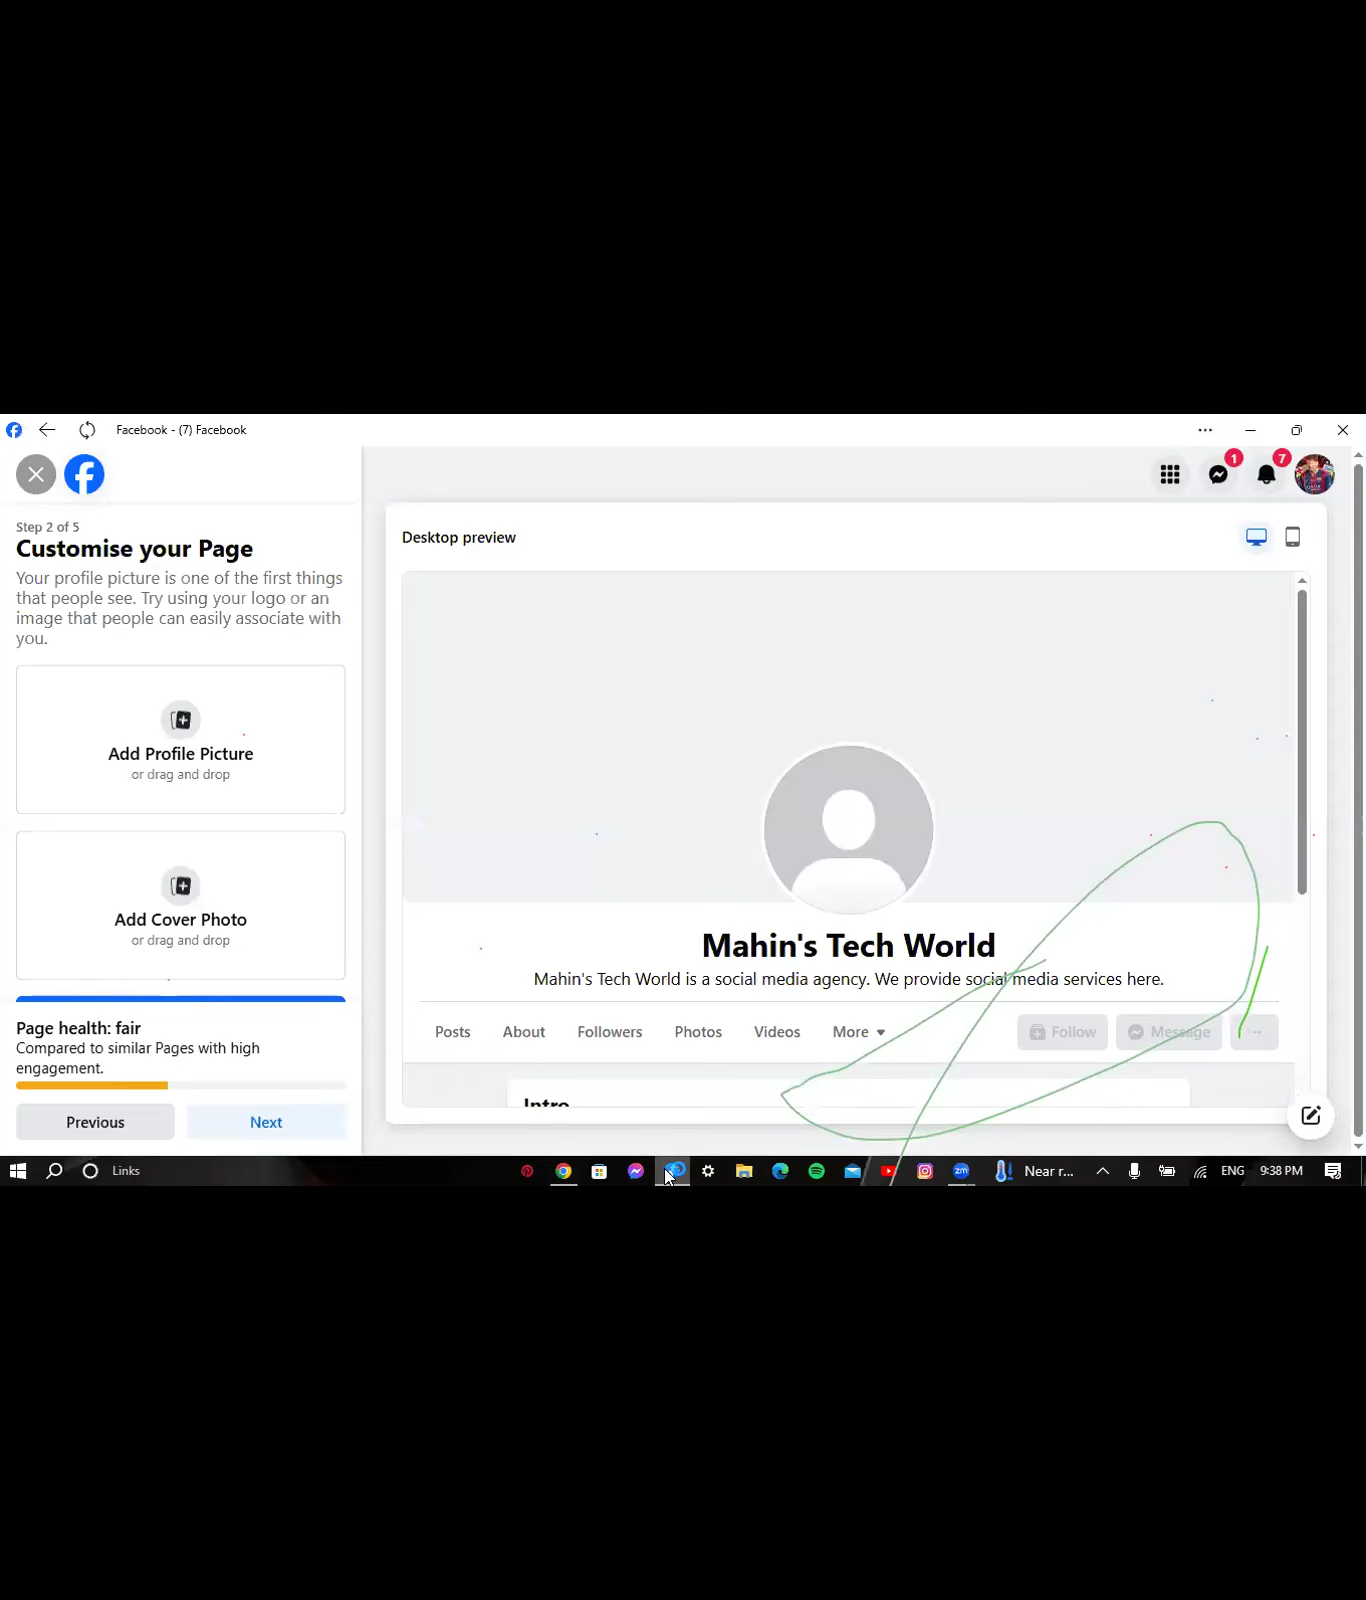 Facebook - (7) Facebook
1
7
Step 2 of 5
Customise your Page
Your profile picture is one of the first things
that people see. Try using your logo or an
image that people can easily associate with
you.
Add Profile Picture
or drag and drop
Add Cover Photo
or drag and drop
Page health: fair
Compared to similar Pages with high
engagement.
Previous
Next
Desktop preview
Mahin's Tech World
Mahin's Tech World is a social media agency. We provide social media services here.
Posts
About
Followers
Photos
Videos
More
Follow
Message
Intro
Links
zm
Near r...
ENG
9:38 PM